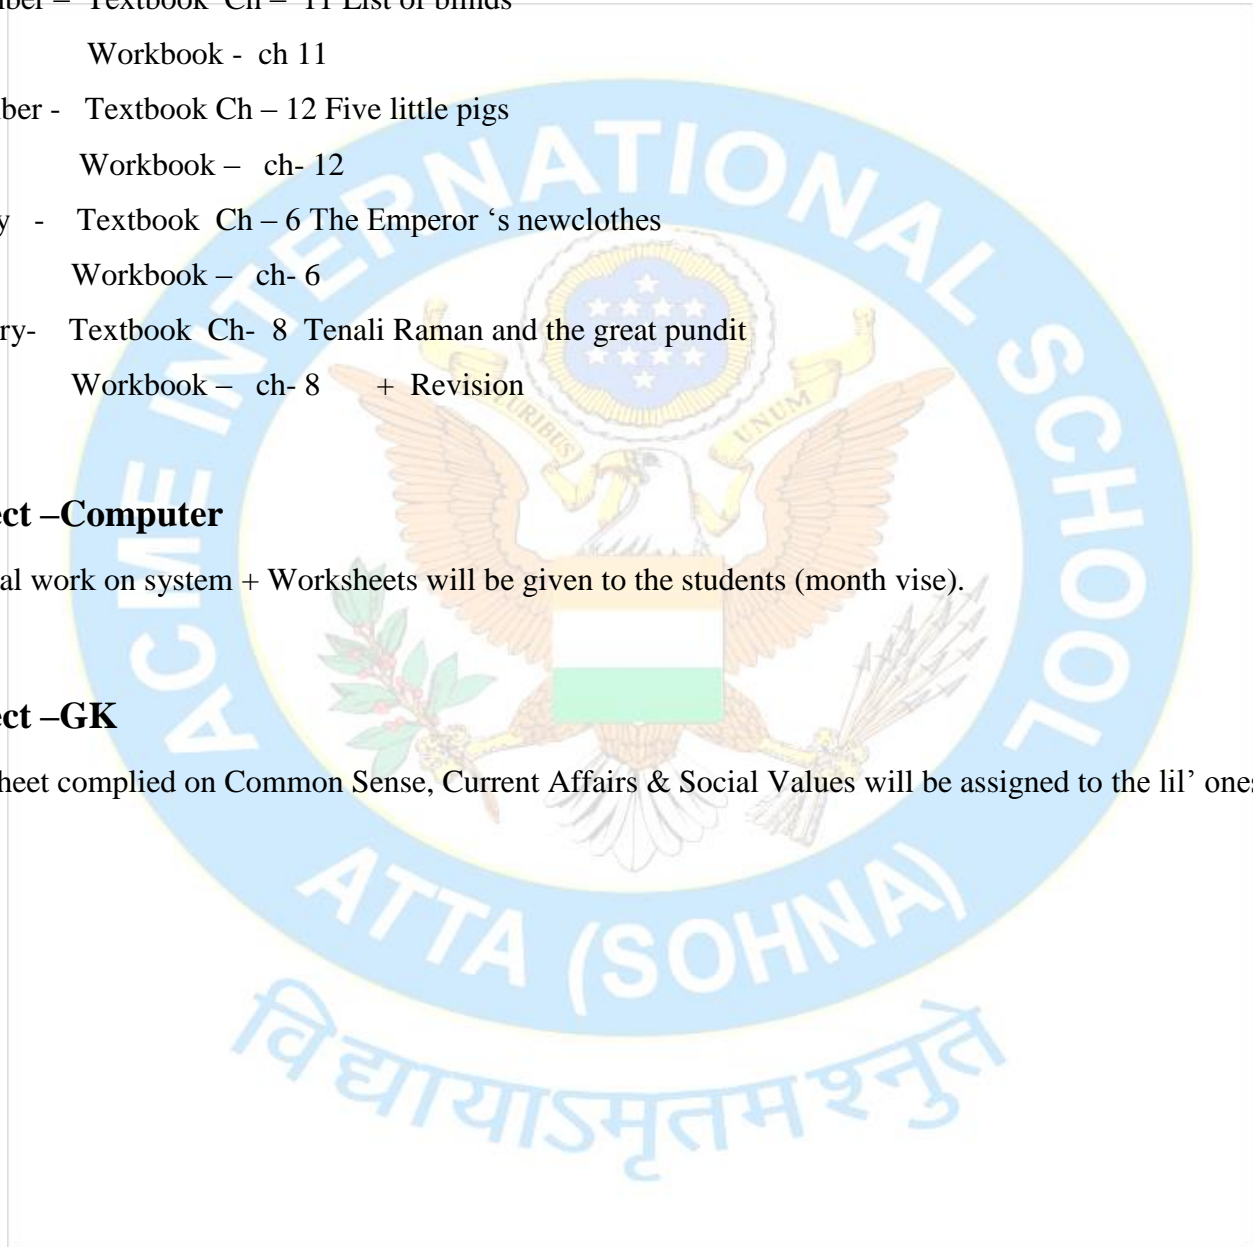 ber – Textbook Ch – 11 List of blinds
Workbook - ch 11
ber - Textbook Ch – 12 Five little pigs
Workbook – ch- 12
y - Textbook Ch – 6 The Emperor ‘s newclothes
Workbook – ch- 6
ry- Textbook Ch- 8 Tenali Raman and the great pundit
Workbook – ch- 8 + Revision
ect –Computer
al work on system + Worksheets will be given to the students (month vise).
ect –GK
heet complied on Common Sense, Current Affairs & Social Values will be assigned to the lil’ ones
ACME INTERNATIONAL SCHOOL
PLURIBUS UNUM
ATTA (SOHNA)
विद्यायाऽमृतमश्नुते